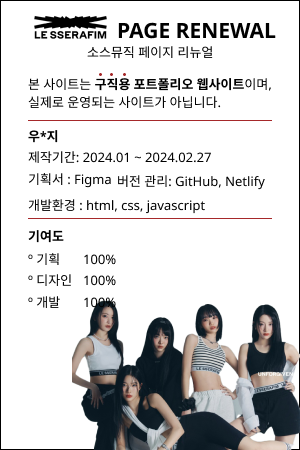 LE SSERAFIM PAGE RENEWAL
소스뮤직 페이지 리뉴얼
본 사이트는 구직용 포트폴리오 웹사이트이며,
실제로 운영되는 사이트가 아닙니다.
우*지
제작기간: 2024.01 ~ 2024.02.27
기획서 : Figma 버전 관리: GitHub, Netlify
개발환경 : html, css, javascript
기여도
º 기획 100%
º 디자인 100%
º 개발 100%
LE SSERAFIM
UNFORGIVEN